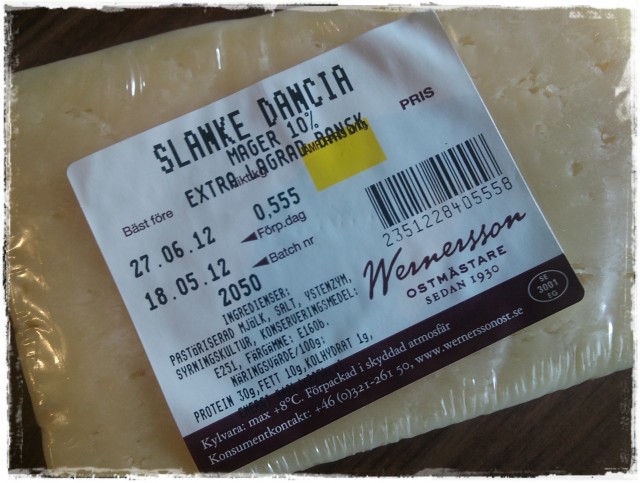 SLANKE DANCIA
MAGER 10%
EXTRA LAGRAD DANSK
Vikt kg
PRIS
Bäst före
0,555
27.06.12
Förp.dag
18.05.12
Batch nr
2050
INGREDIENSER:
PASTÖRISERAD MJÖLK, SALT, YSTENZYM,
SYRNINGSKULTUR, KONSERVERINGSMEDEL:
E251, FÄRGÄMNE: E160b.
NÄRINGSVÄRDE/100g:
PROTEIN 30g,FETT 10g,KOLHYDRAT 1g,
2351228405558
Wernersson
OSTMÄSTARE
SEDAN 1930
SE
3001
EG
Kylvara: max +8°C. Förpackad i skyddad atmosfär
Konsumentkontakt: +46 (0)321-261 50, www.wernerssonost.se